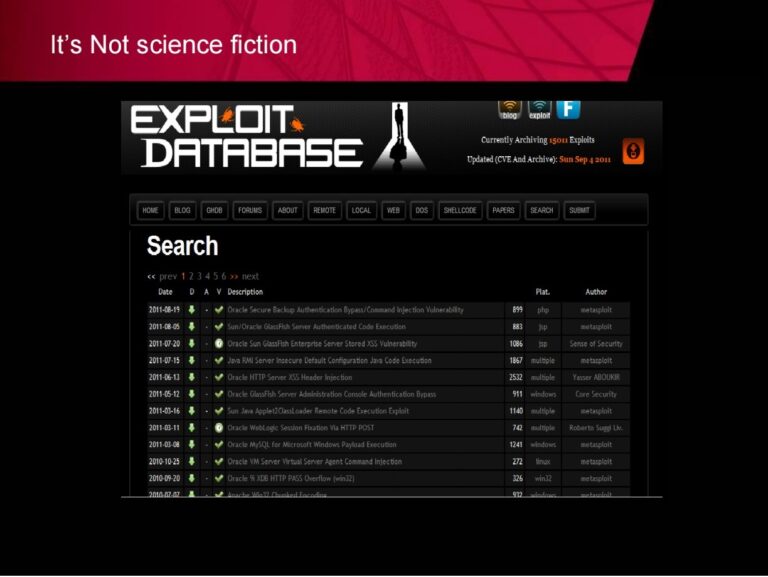 It's Not science fiction
EXPLOIT
DATABASE
blog exploit F
Currently Archiving 15011 Exploits
Updated (CVE And Archive): Sun Sep 4 2011
HOME BLOG GHDB FORUMS ABOUT REMOTE LOCAL WEB DOS SHELLCODE PAPERS SEARCH SUBMIT
Search
<< prev 1 2 3 4 5 6 >> next
Date D A V Description Plat. Author
2011-08-19 - Oracle Secure Backup Authentication Bypass/Command Injection Vulnerability 899 php metasploit
2011-08-05 - Sun/Oracle GlassFish Server Authenticated Code Execution 883 jsp metasploit
2011-07-20 - Oracle Sun GlassFish Enterprise Server Stored XSS Vulnerability 1086 jsp Sense of Security
2011-07-15 - Java RMI Server Insecure Default Configuration Java Code Execution 1867 multiple metasploit
2011-06-13 - Oracle HTTP Server XSS Header Injection 2532 multiple Yasser ABOUKIR
2011-05-12 - Oracle GlassFish Server Administration Console Authentication Bypass 911 windows Core Security
2011-03-16 - Sun Java Applet2ClassLoader Remote Code Execution Exploit 1140 multiple metasploit
2011-03-11 - Oracle WebLogic Session Fixation Via HTTP POST 742 multiple Roberto Suggi Liv.
2011-03-08 - Oracle MySQL for Microsoft Windows Payload Execution 1241 windows metasploit
2010-10-25 - Oracle VM Server Virtual Server Agent Command Injection 272 linux metasploit
2010-09-20 - Oracle 9i XDB HTTP PASS Overflow (win32) 326 win32 metasploit
2010-07-07 - Apache Win32 Chunked Encoding 932 windows metasploit